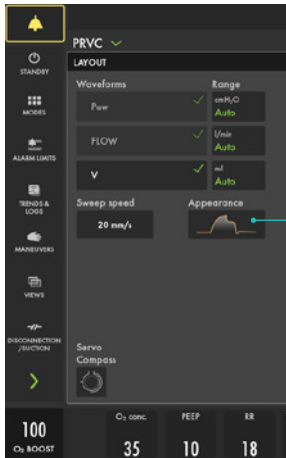 PRVC
STANDBY
LAYOUT
Waveforms Range
MODES
Paw cmH₂O
Auto
FLOW l/min
Auto
ALARM LIMITS
V ml
Auto
TRENDS &
LOGS
Sweep speed Appearance
20 mm/s
MANEUVERS
VIEWS
DISCONNECTION
/SUCTION
Servo
Compass
O₂ conc. PEEP RR
100
O₂ BOOST
35 10 18